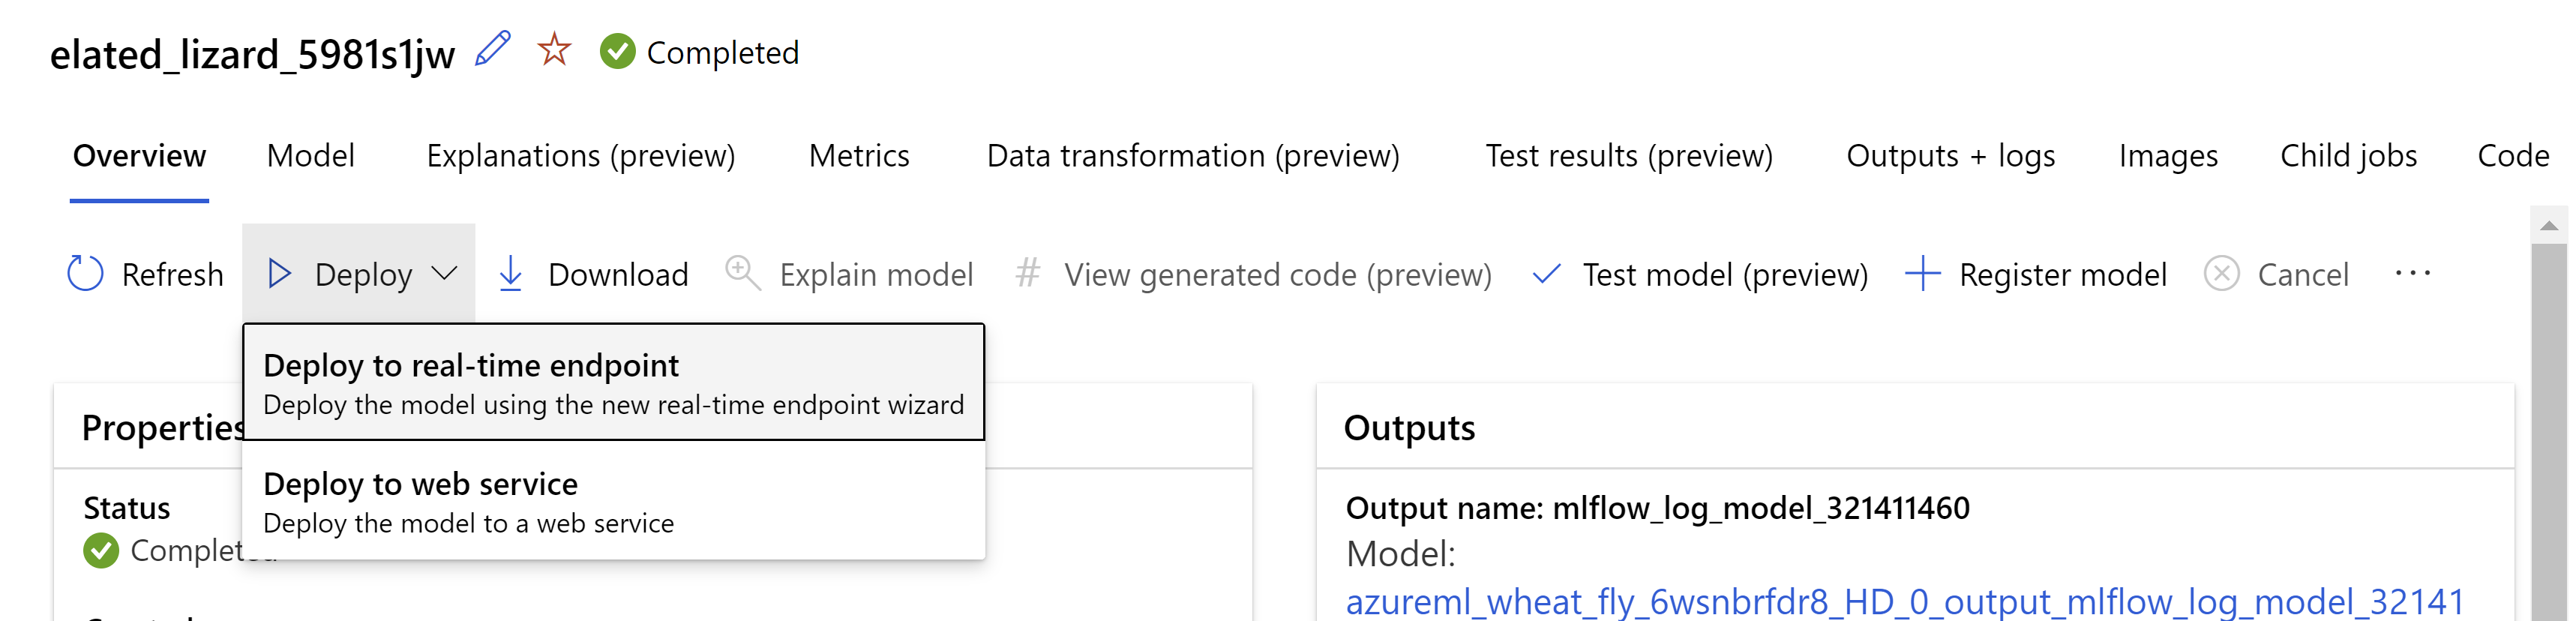 elated_lizard_5981s1jw Completed
Overview Model Explanations (preview) Metrics Data transformation (preview) Test results (preview) Outputs + logs Images Child jobs Code
Refresh Deploy Download # Explain model View generated code (preview) Test model (preview) Register model Cancel ...
Deploy to real-time endpoint
Deploy the model using the new real-time endpoint wizard
Deploy to web service
Deploy the model to a web service
Properties
Status
Completed
Outputs
Output name: mlflow_log_model_321411460
Model:
azureml_wheat_fly_6wsnbrfdr8_HD_0_output_mlflow_log_model_32141